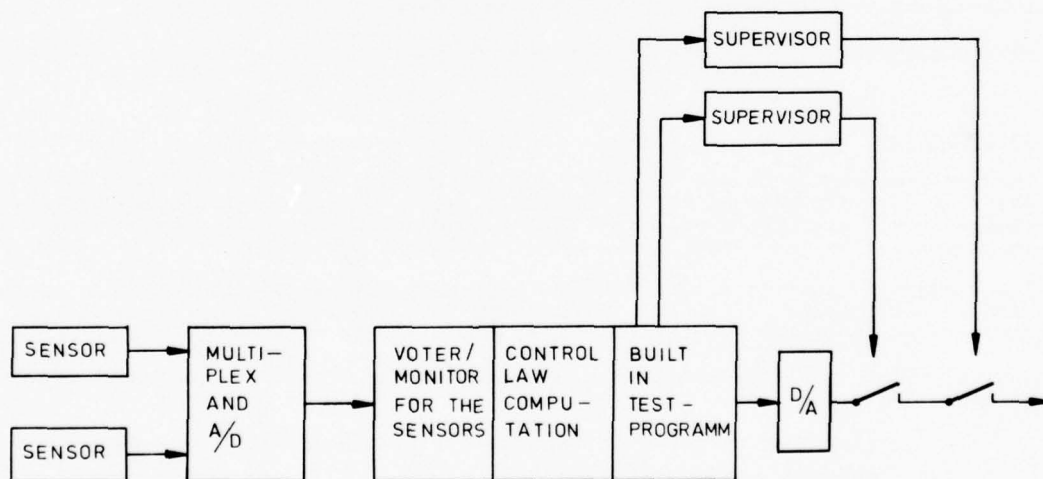 SUPERVISOR
SUPERVISOR
SENSOR
SENSOR
MULTI-
PLEX
AND
A/D
VOTER/
MONITOR
FOR THE
SENSORS
CONTROL
LAW
COMPU-
TATION
BUILT
IN
TEST-
PROGRAMM
D/A